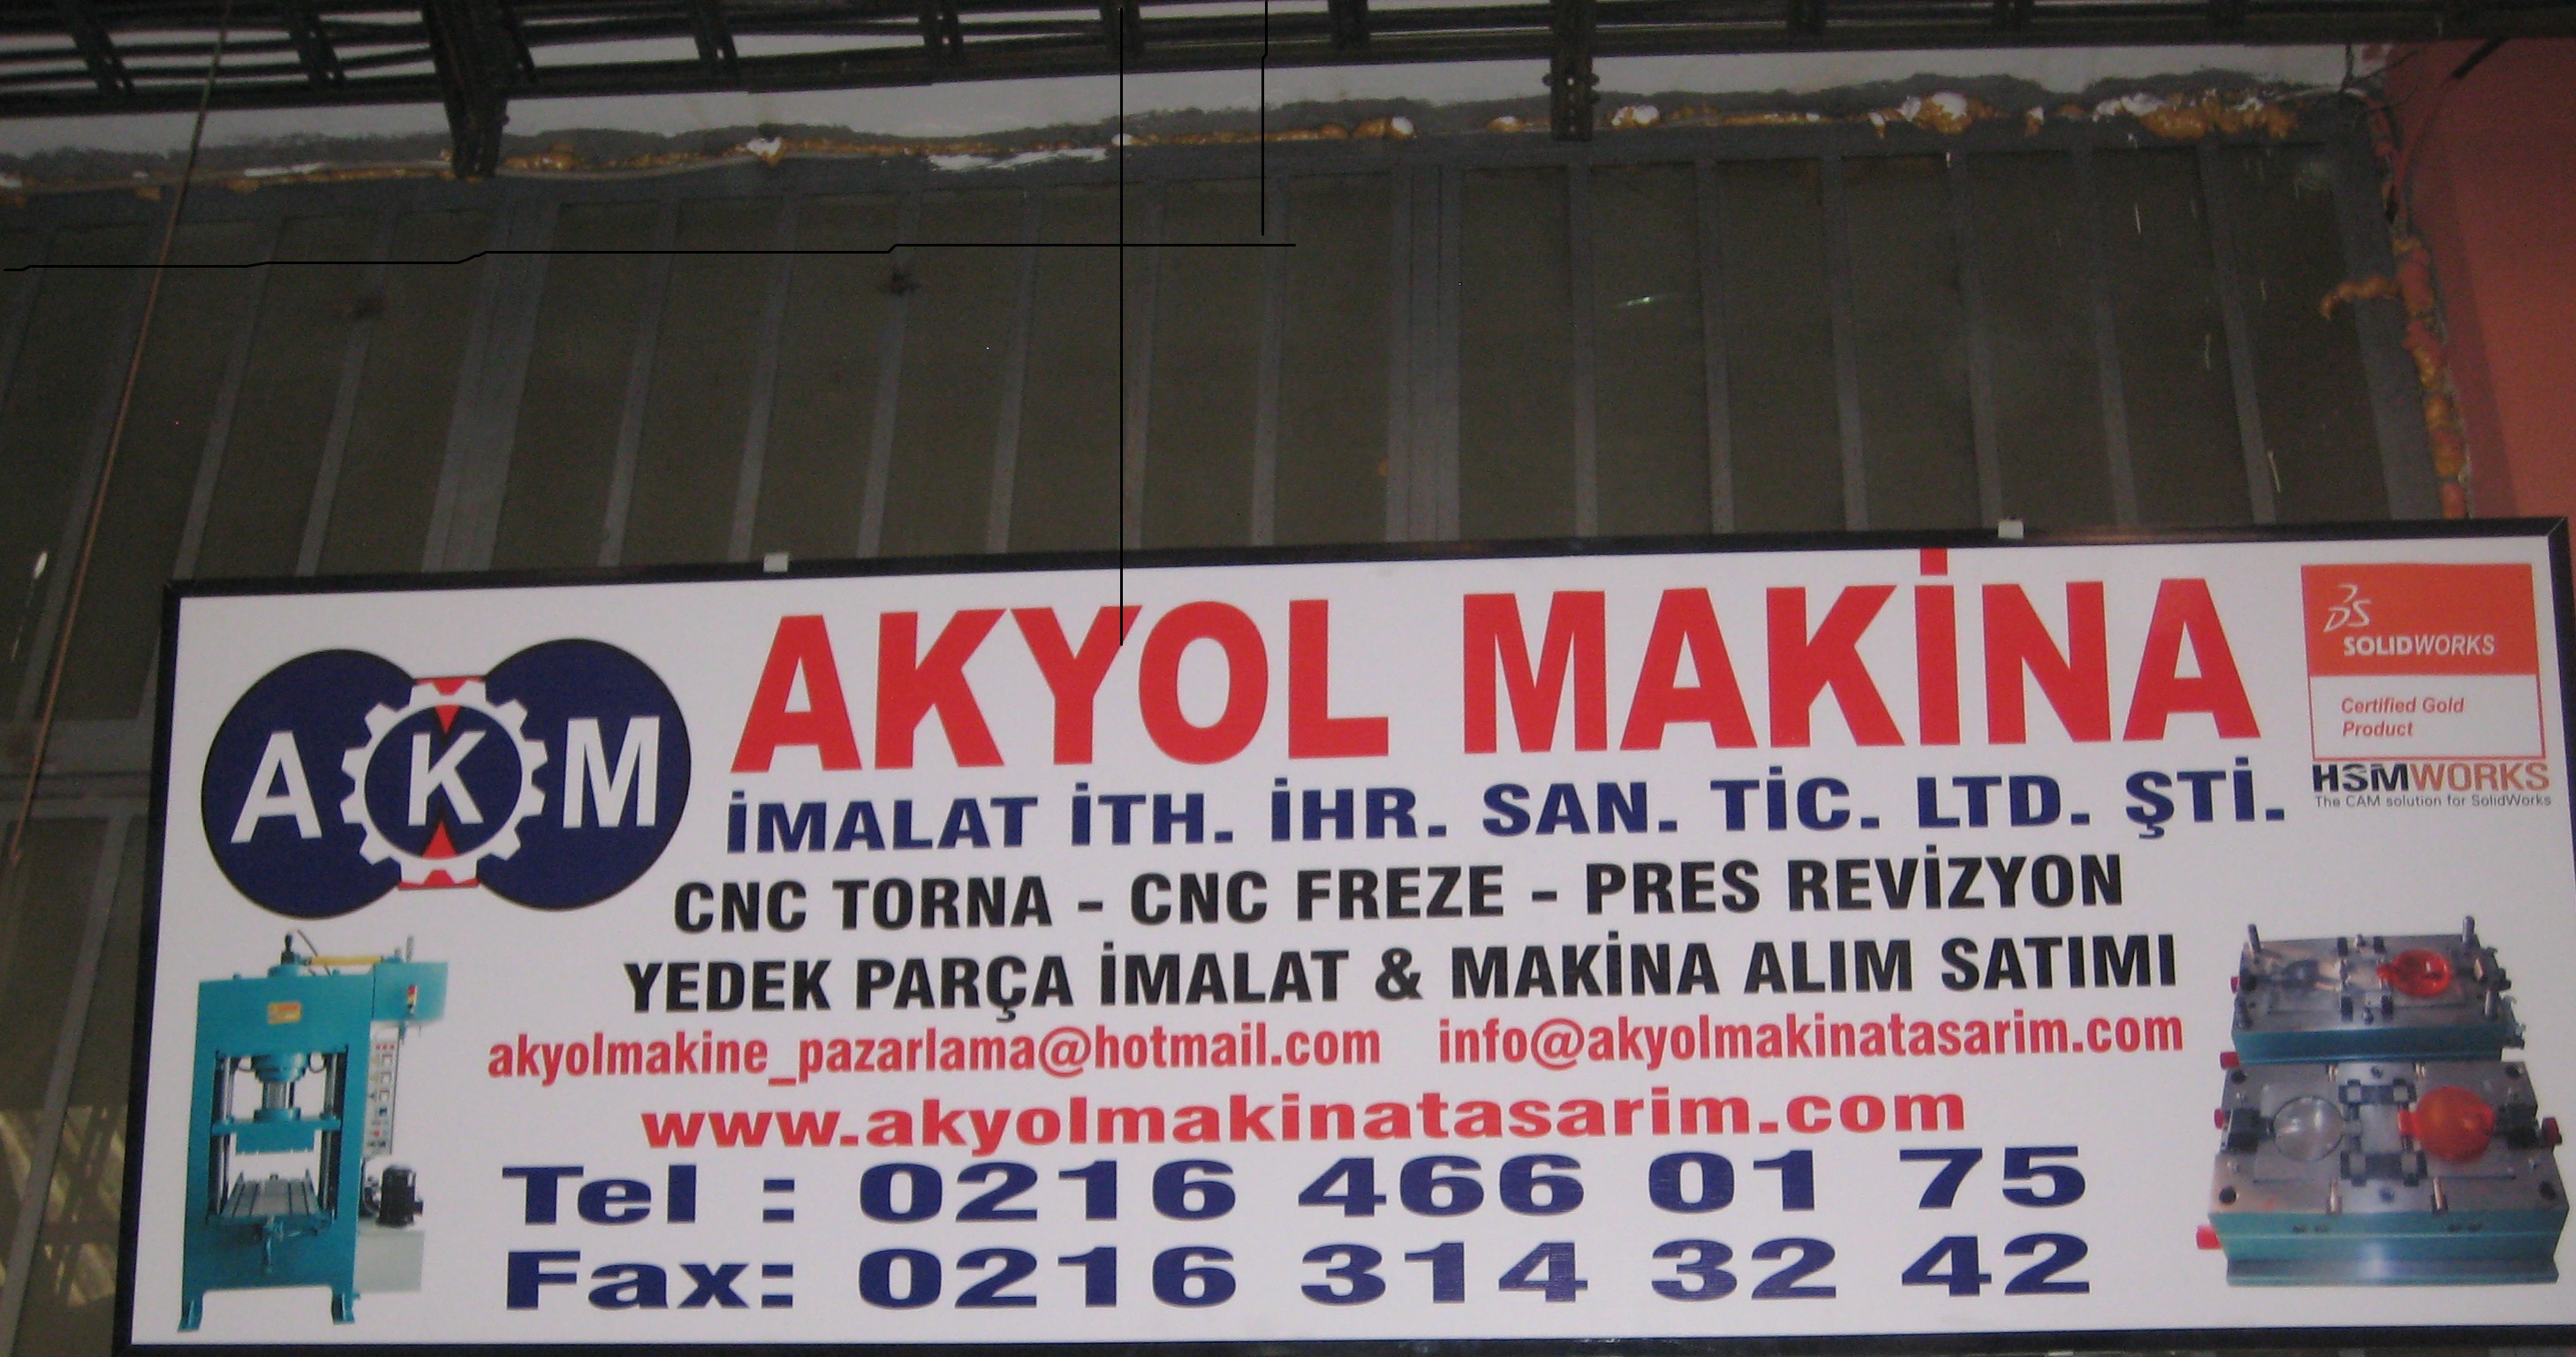 AKM
AKYOL MAKİNA
İMALAT İTH. İHR. SAN. TİC. LTD. ŞTİ.
CNC TORNA - CNC FREZE - PRES REVİZYON
YEDEK PARÇA İMALAT & MAKİNA ALIM SATIMI
akyolmakine_pazarlama@hotmail.com info@akyolmakinatasarim.com
www.akyolmakinatasarim.com
Tel : 0216 466 01 75
Fax: 0216 314 32 42
DS
SOLIDWORKS
Certified Gold
Product
HSMWORKS
The CAM solution for SolidWorks